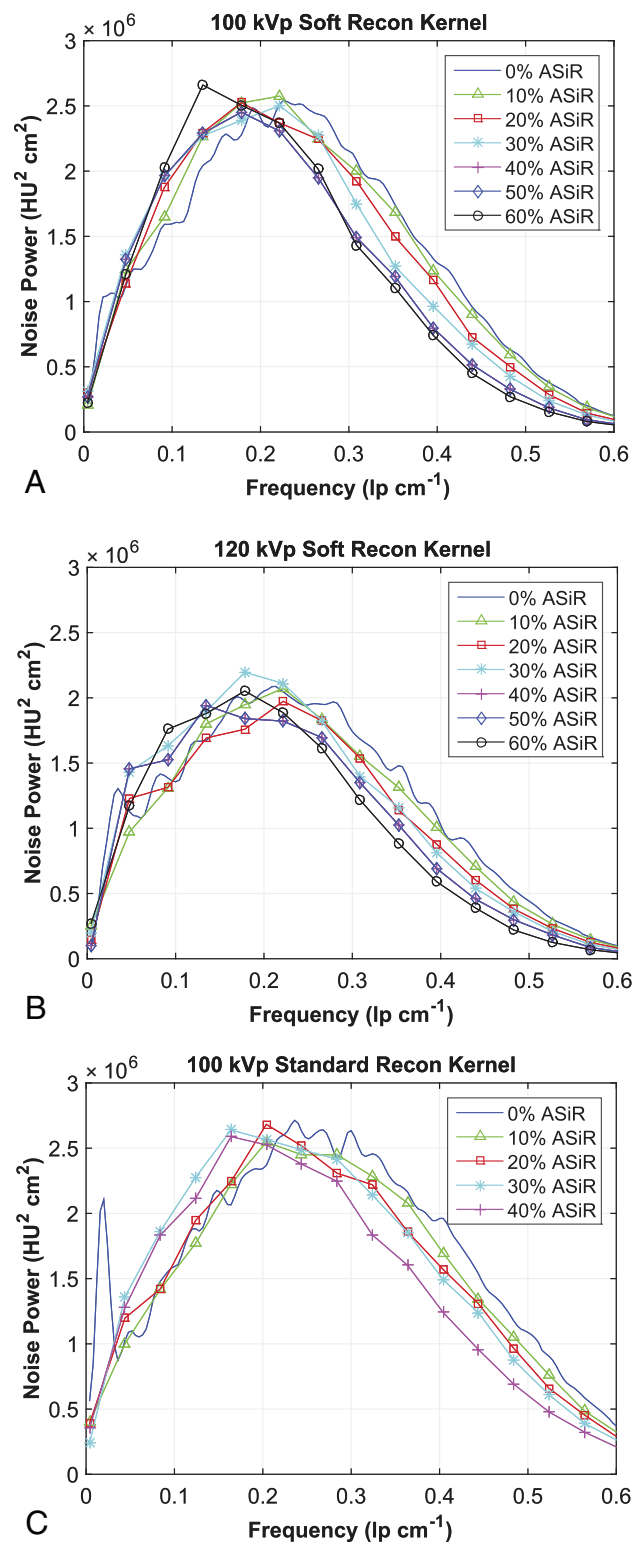 100 kVp Soft Recon Kernel
× 10⁶
3
2.5
2
1.5
1
0.5
0
Noise Power (HU² cm²)
0% ASiR
10% ASiR
20% ASiR
30% ASiR
40% ASiR
50% ASiR
60% ASiR
0 0.1 0.2 0.3 0.4 0.5 0.6
Frequency (lp cm⁻¹)
A
120 kVp Soft Recon Kernel
× 10⁶
3
2.5
2
1.5
1
0.5
0
Noise Power (HU² cm²)
0% ASiR
10% ASiR
20% ASiR
30% ASiR
40% ASiR
50% ASiR
60% ASiR
0 0.1 0.2 0.3 0.4 0.5 0.6
Frequency (lp cm⁻¹)
B
100 kVp Standard Recon Kernel
× 10⁶
3
2.5
2
1.5
1
0.5
0
Noise Power (HU² cm²)
0% ASiR
10% ASiR
20% ASiR
30% ASiR
40% ASiR
0 0.1 0.2 0.3 0.4 0.5 0.6
Frequency (lp cm⁻¹)
C